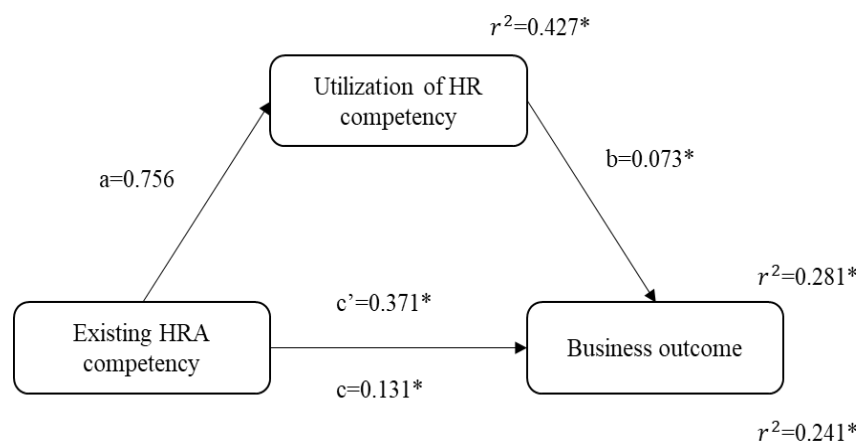 r²=0.427*
Utilization of HR
competency
a=0.756
b=0.073*
r²=0.281*
c’=0.371*
Existing HRA
competency
Business outcome
c=0.131*
r²=0.241*